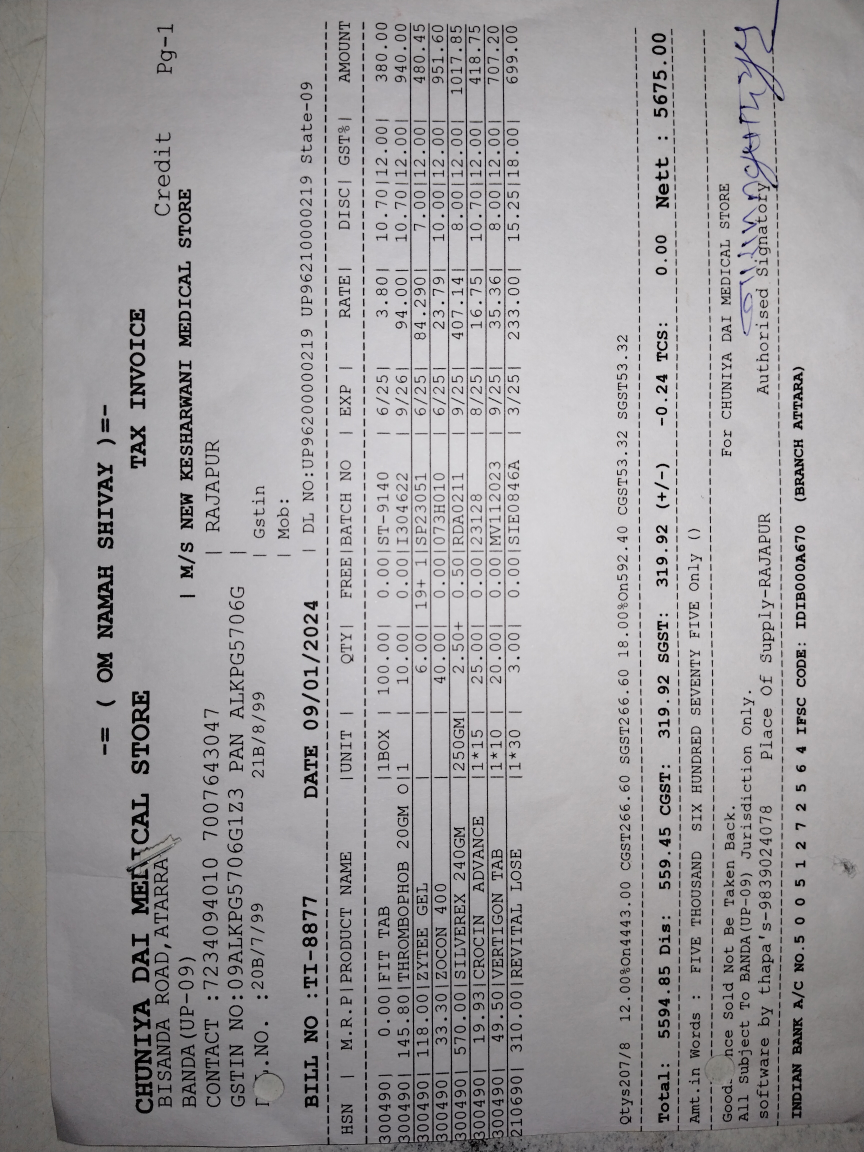 -= ( OM NAMAH SHIVAY )=-
CHUNIYA DAI MEDICAL STORE TAX INVOICE
BISANDA ROAD,ATARRA Credit Pg-1
BANDA(UP-09) | M/S NEW KESHARWANI MEDICAL STORE
CONTACT :7234094010 7007643047 | RAJAPUR
GSTIN NO:09ALKPG5706G1Z3 PAN ALKPG5706G |
.NO. :20B/7/99 21B/8/99 | Gstin
| Mob:
BILL NO :TI-8877 DATE 09/01/2024 | DL NO:UP96200000219 UP96210000219 State-09
HSN | M.R.P|PRODUCT NAME |UNIT | QTY| FREE|BATCH NO | EXP | RATE| DISC| GST%| AMOUNT
300490| 0.00|FIT TAB |1BOX | 100.00| 0.00|ST-9140 | 6/25| 3.80| 10.70|12.00| 380.00
300490| 145.80|THROMBOPHOB 20GM O|1 | 10.00| 0.00|I304622 | 9/26| 94.00| 10.70|12.00| 940.00
300490| 118.00|ZYTEE GEL | | 6.00| 19+ 1|SP23051 | 6/25| 84.290| 7.00|12.00| 480.45
300490| 33.30|ZOCON 400 | | 40.00| 0.00|073H010 | 6/25| 23.79| 10.00|12.00| 951.60
300490| 570.00|SILVEREX 240GM |250GM| 2.50+ 0.50|RDA0211 | 9/25| 407.14| 8.00|12.00| 1017.85
300490| 19.93|CROCIN ADVANCE |1*15 | 25.00| 0.00|23128 | 8/25| 16.75| 10.70|12.00| 418.75
300490| 49.50|VERTIGON TAB |1*10 | 20.00| 0.00|MV112023 | 9/25| 35.36| 8.00|12.00| 707.20
210690| 310.00|REVITAL LOSE |1*30 | 3.00| 0.00|SIE0846A | 3/25| 233.00| 15.25|18.00| 699.00
Qtys207/8 12.00%On4443.00 CGST266.60 SGST266.60 18.00%On592.40 CGST53.32 SGST53.32
Total: 5594.85 Dis: 559.45 CGST: 319.92 SGST: 319.92 (+/-) -0.24 TCS: 0.00 Nett : 5675.00
Amt.in Words : FIVE THOUSAND SIX HUNDRED SEVENTY FIVE Only ()
Good nce Sold Not Be Taken Back. For CHUNIYA DAI MEDICAL STORE
All Subject To BANDA(UP-09) Jurisdiction Only.
software by thapa's-9839024078 Place Of Supply-RAJAPUR Authorised Signatory
INDIAN BANK A/C NO.50051272564 IFSC CODE: IDIB000A670 (BRANCH ATTARA)